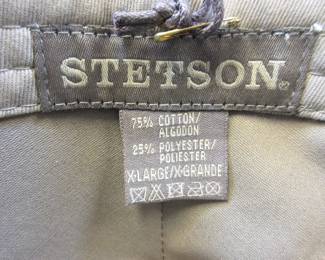 STETSON®
75% COTTON/
ALGODON
25% POLYESTER/
POLIESTER
X-LARGE/X-GRANDE